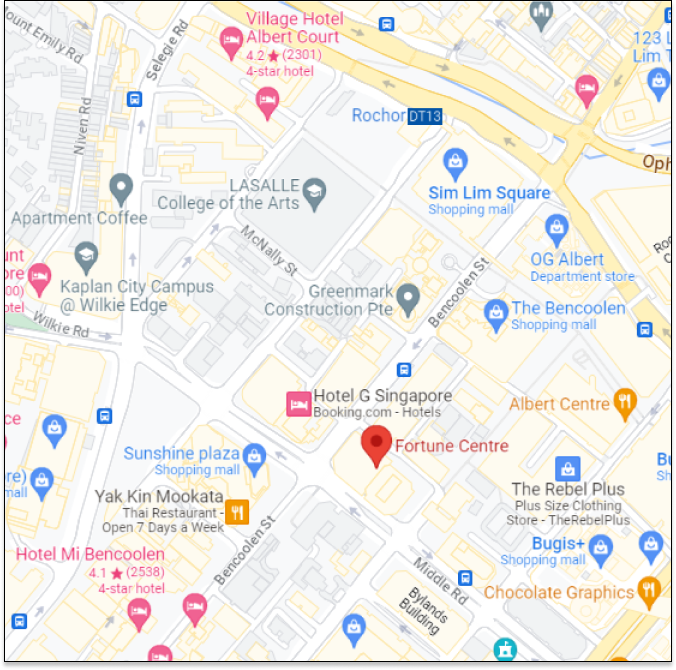 Village Hotel
Albert Court
4.2 ★ (2301)
4-star hotel
ount Emily Rd
Selegie Rd
Niven Rd
123 L
Lim T
Rochor DT13
Oph
LASALLE
College of the Arts
Sim Lim Square
Shopping mall
Apartment Coffee
McNally St
OG Albert
Department store
Roc
C
unt
ore
00)
otel
Kaplan City Campus
@ Wilkie Edge
Greenmark
Construction Pte
Bencoolen St
The Bencoolen
Shopping mall
Wilkie Rd
Hotel G Singapore
Booking.com - Hotels
Albert Centre
ce
Fortune Centre
Sunshine plaza
Shopping mall
re)
mall
Bu
Sh
The Rebel Plus
Plus Size Clothing
Store - TheRebelPlus
Yak Kin Mookata
Thai Restaurant -
Open 7 Days a Week
Bencoolen St
Bugis+
Shopping mall
Hotel Mi Bencoolen
4.1 ★ (2538)
4-star hotel
Middle Rd
Chocolate Graphics
Bylands
Building